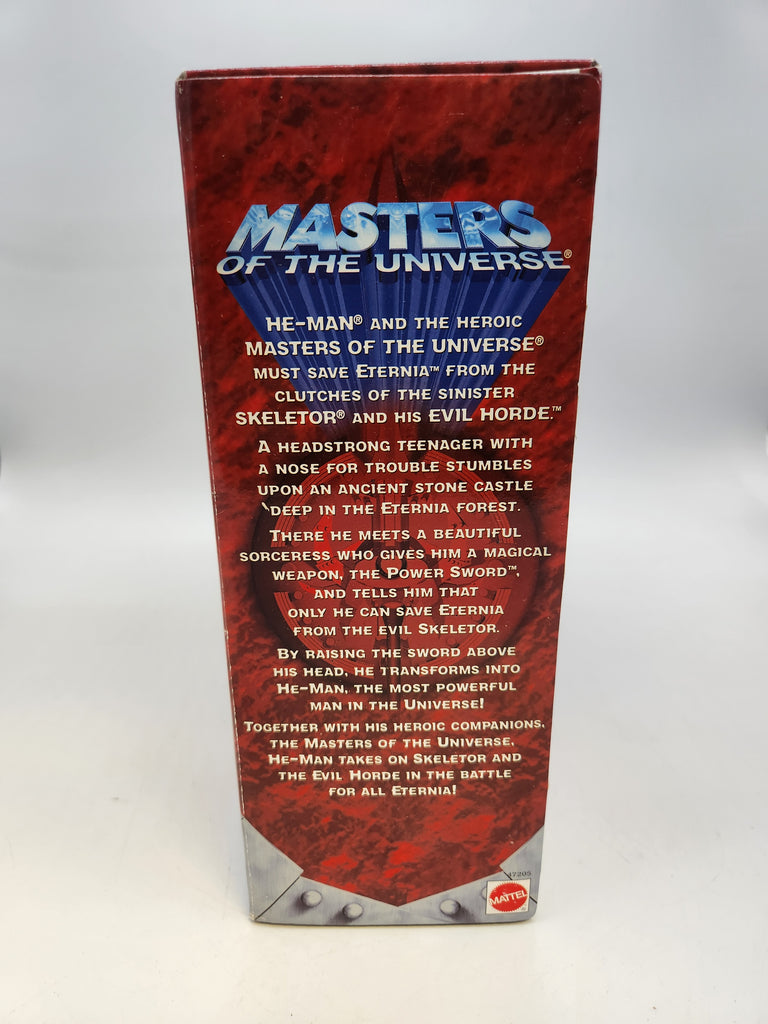 MASTERS
OF THE UNIVERSE®
HE-MAN® AND THE HEROIC
MASTERS OF THE UNIVERSE®
MUST SAVE ETERNIA™ FROM THE
CLUTCHES OF THE SINISTER
SKELETOR® AND HIS EVIL HORDE.™
A HEADSTRONG TEENAGER WITH
A NOSE FOR TROUBLE STUMBLES
UPON AN ANCIENT STONE CASTLE
DEEP IN THE ETERNIA FOREST.
THERE HE MEETS A BEAUTIFUL
SORCERESS WHO GIVES HIM A MAGICAL
WEAPON, THE POWER SWORD™,
AND TELLS HIM THAT
ONLY HE CAN SAVE ETERNIA
FROM THE EVIL SKELETOR.
BY RAISING THE SWORD ABOVE
HIS HEAD, HE TRANSFORMS INTO
HE-MAN, THE MOST POWERFUL
MAN IN THE UNIVERSE!
TOGETHER WITH HIS HEROIC COMPANIONS,
THE MASTERS OF THE UNIVERSE,
HE-MAN TAKES ON SKELETOR AND
THE EVIL HORDE IN THE BATTLE
FOR ALL ETERNIA!
47205
MATTEL